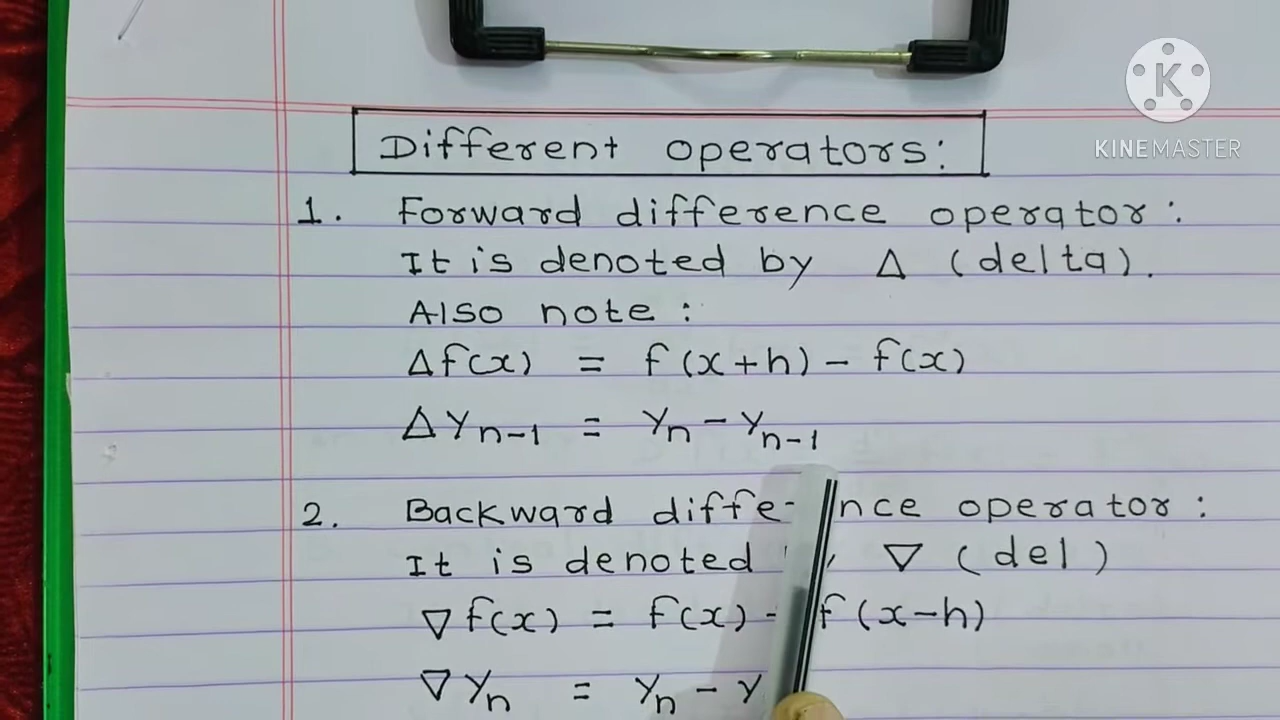 K
KINEMASTER
Different operators:
1. Forward difference operator:
It is denoted by Δ (delta).
Also note:
Δf(x) = f(x+h) - f(x)
Δyn-1 = yn - yn-1
2. Backward diffe nce operator:
It is denoted ∇ (del)
∇f(x) = f(x) - f(x-h)
∇yn = yn - y